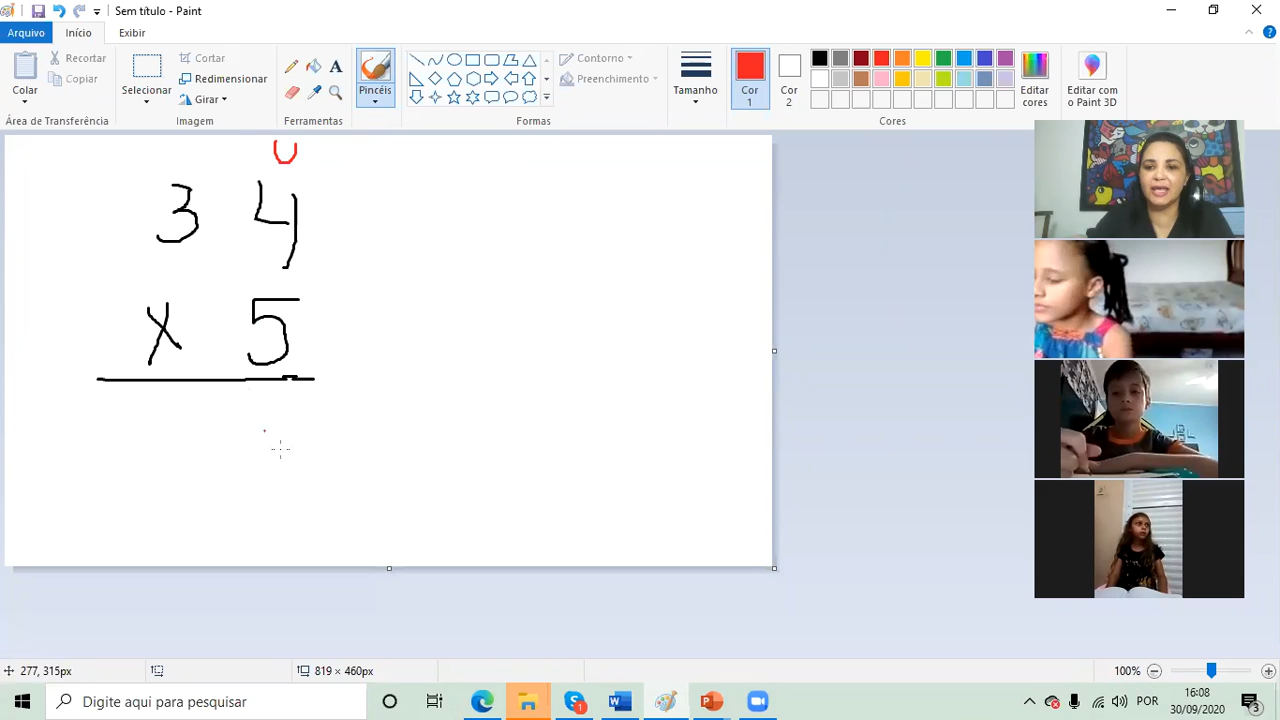 Sem título - Paint
Arquivo Início Exibir
Colar
Recortar
Copiar
Área de Transferência
Selecionar
Cortar
Redimensionar
Girar
Imagem
A
Ferramentas
Pincéis
Contorno
Preenchimento
Formas
Tamanho
Cor
1
Cor
2
Cores
Editar
cores
Editar com
o Paint 3D
U
3 4
x 5
277, 315px
819 × 460px
100%
Digite aqui para pesquisar
1
POR
16:08
30/09/2020
3